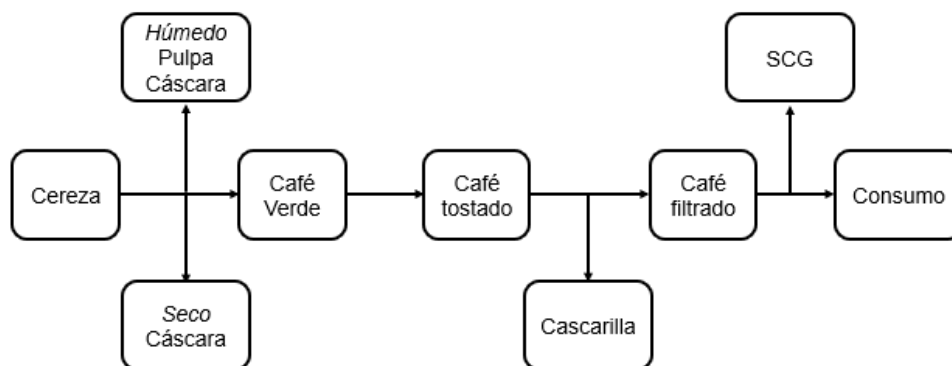 Húmedo
Pulpa
Cáscara
SCG
Cereza
Café
Verde
Café
tostado
Café
filtrado
Consumo
Seco
Cáscara
Cascarilla